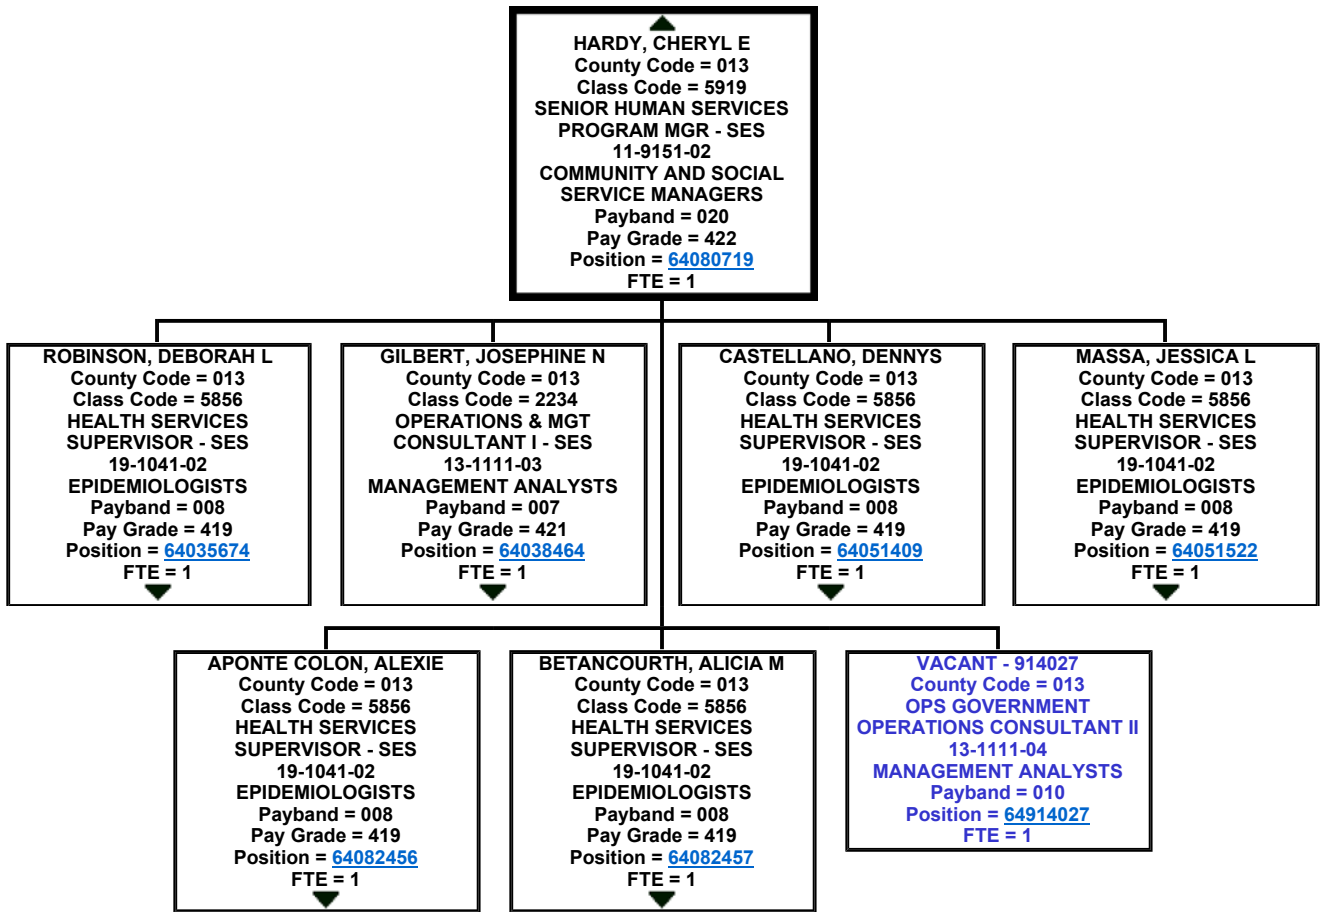 HARDY, CHERYL E
County Code = 013
Class Code = 5919
SENIOR HUMAN SERVICES
PROGRAM MGR - SES
11-9151-02
COMMUNITY AND SOCIAL
SERVICE MANAGERS
Payband = 020
Pay Grade = 422
Position = 64080719
FTE = 1
ROBINSON, DEBORAH L
County Code = 013
Class Code = 5856
HEALTH SERVICES
SUPERVISOR - SES
19-1041-02
EPIDEMIOLOGISTS
Payband = 008
Pay Grade = 419
Position = 64035674
FTE = 1
GILBERT, JOSEPHINE N
County Code = 013
Class Code = 2234
OPERATIONS & MGT
CONSULTANT I - SES
13-1111-03
MANAGEMENT ANALYSTS
Payband = 007
Pay Grade = 421
Position = 64038464
FTE = 1
CASTELLANO, DENNYS
County Code = 013
Class Code = 5856
HEALTH SERVICES
SUPERVISOR - SES
19-1041-02
EPIDEMIOLOGISTS
Payband = 008
Pay Grade = 419
Position = 64051409
FTE = 1
MASSA, JESSICA L
County Code = 013
Class Code = 5856
HEALTH SERVICES
SUPERVISOR - SES
19-1041-02
EPIDEMIOLOGISTS
Payband = 008
Pay Grade = 419
Position = 64051522
FTE = 1
APONTE COLON, ALEXIE
County Code = 013
Class Code = 5856
HEALTH SERVICES
SUPERVISOR - SES
19-1041-02
EPIDEMIOLOGISTS
Payband = 008
Pay Grade = 419
Position = 64082456
FTE = 1
BETANCOURTH, ALICIA M
County Code = 013
Class Code = 5856
HEALTH SERVICES
SUPERVISOR - SES
19-1041-02
EPIDEMIOLOGISTS
Payband = 008
Pay Grade = 419
Position = 64082457
FTE = 1
VACANT - 914027
County Code = 013
OPS GOVERNMENT
OPERATIONS CONSULTANT II
13-1111-04
MANAGEMENT ANALYSTS
Payband = 010
Position = 64914027
FTE = 1